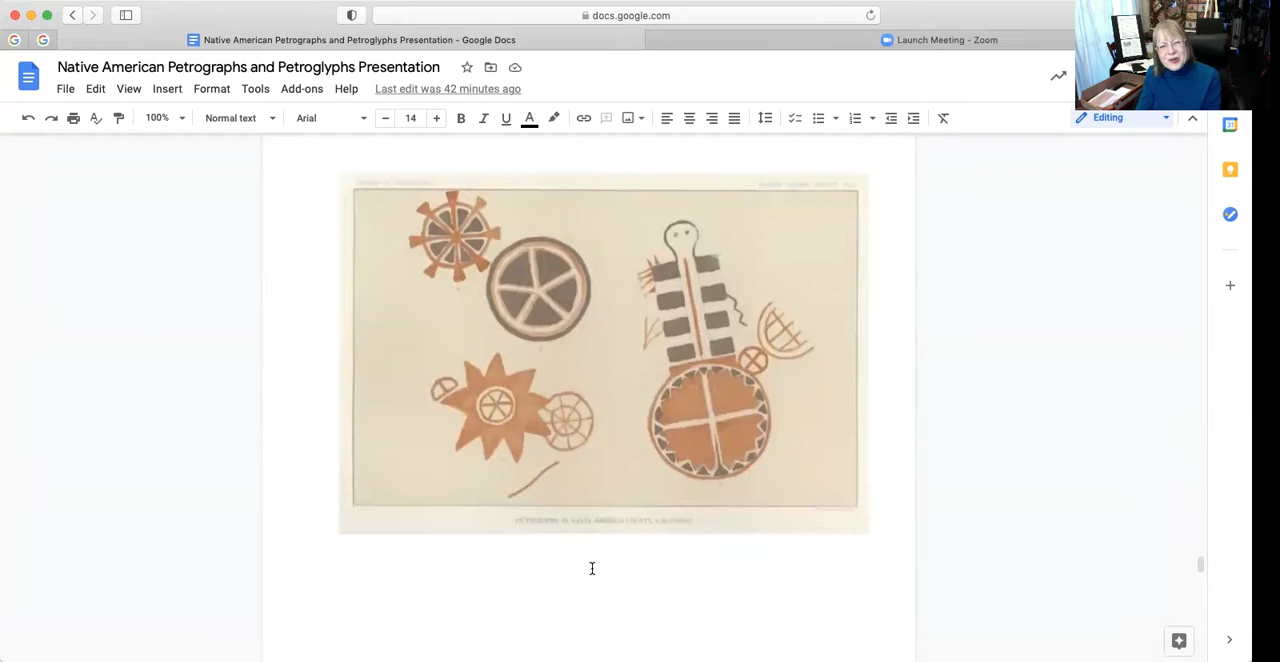 docs.google.com
Native American Petrographs and Petroglyphs Presentation - Google Docs
Launch Meeting - Zoom
Native American Petrographs and Petroglyphs Presentation
File Edit View Insert Format Tools Add-ons Help Last edit was 42 minutes ago
100% Normal text Arial 14 Editing